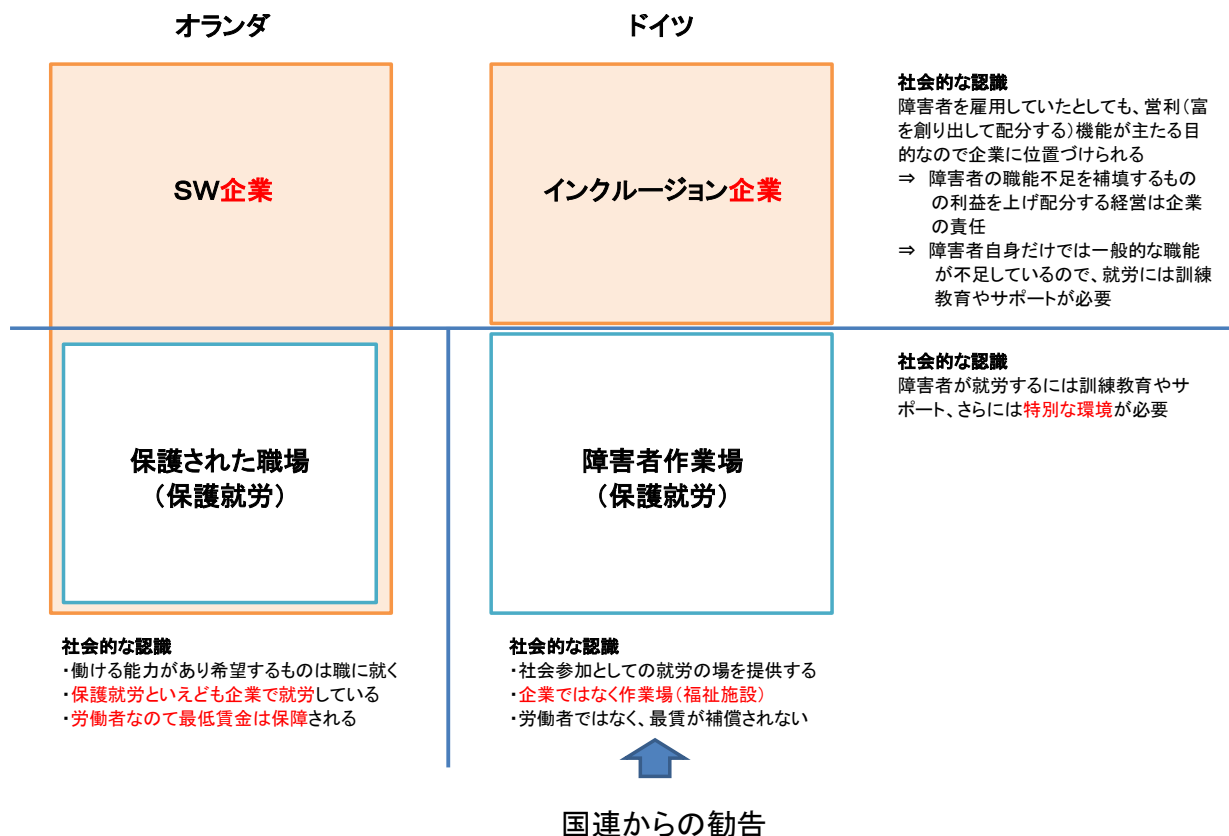 オランダ
ドイツ
SW企業
インクルージョン企業
社会的な認識
障害者を雇用していたとしても、営利(富
を創り出して配分する)機能が主たる目
的なので企業に位置づけられる
⇒ 障害者の職能不足を補填するもの
の利益を上げ配分する経営は企業
の責任
⇒ 障害者自身だけでは一般的な職能
が不足しているので、就労には訓練
教育やサポートが必要
保護された職場
(保護就労)
障害者作業場
(保護就労)
社会的な認識
障害者が就労するには訓練教育やサ
ポート、さらには特別な環境が必要
社会的な認識
・働ける能力があり希望するものは職に就く
・保護就労といえども企業で就労している
・労働者なので最低賃金は保障される
社会的な認識
・社会参加としての就労の場を提供する
・企業ではなく作業場(福祉施設)
・労働者ではなく、最賃が補償されない
国連からの勧告